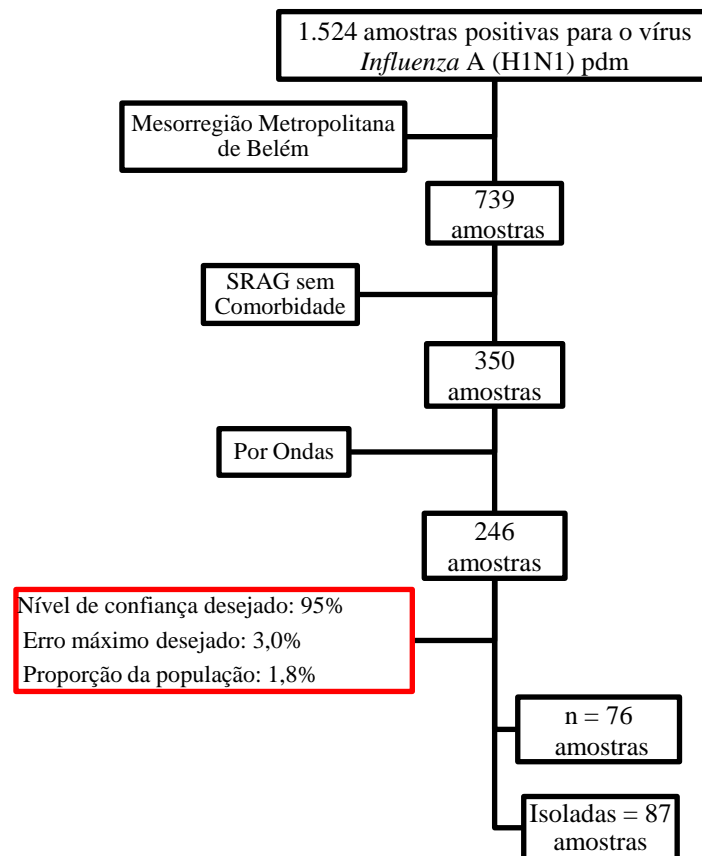 1.524 amostras positivas para o vírus
Influenza A (H1N1) pdm
Mesorregião Metropolitana
de Belém
739
amostras
SRAG sem
Comorbidade
350
amostras
Por Ondas
246
amostras
Nível de confiança desejado: 95%
Erro máximo desejado: 3,0%
Proporção da população: 1,8%
n = 76
amostras
Isoladas = 87
amostras